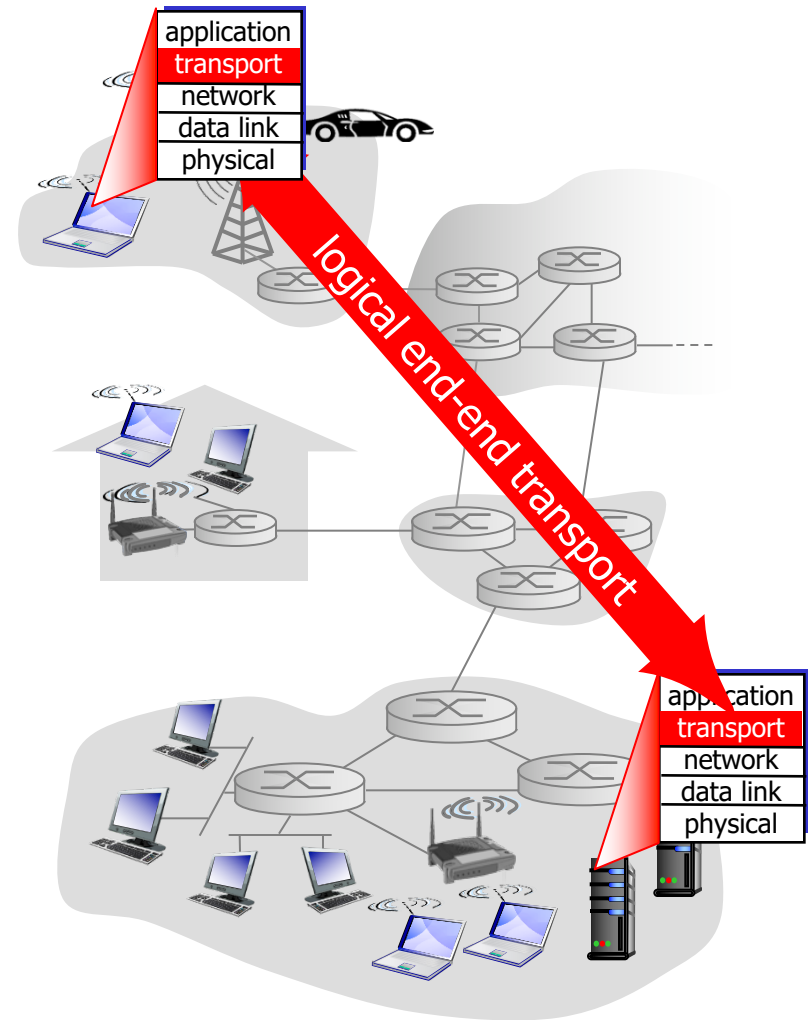 application
transport
network
data link
physical
logical end-end transport
application
transport
network
data link
physical